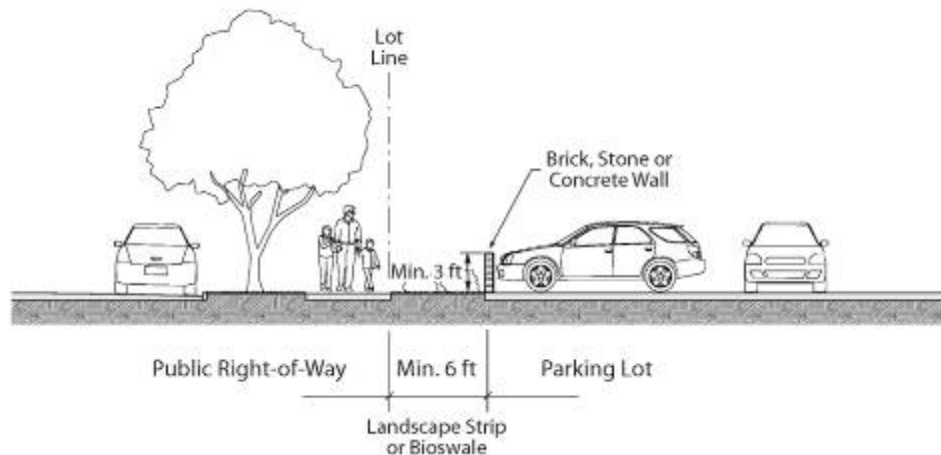 Lot
Line
Brick, Stone or
Concrete Wall
Min. 3 ft
Public Right-of-Way
Min. 6 ft
Parking Lot
Landscape Strip
or Bioswale